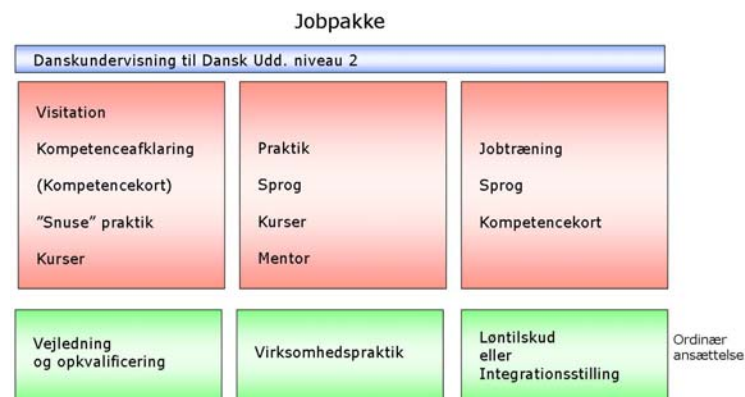 Jobpakke
Danskundervisning til Dansk Udd. niveau 2
Visitation
Kompetenceafklaring
(Kompetencekort)
"Snuse" praktik
Kurser
Praktik
Sprog
Kurser
Mentor
Jobtræning
Sprog
Kompetencekort
Vejledning
og opkvalificering
Virksomhedspraktik
Løntilskud
eller
Integrationsstilling
Ordinær
ansættelse